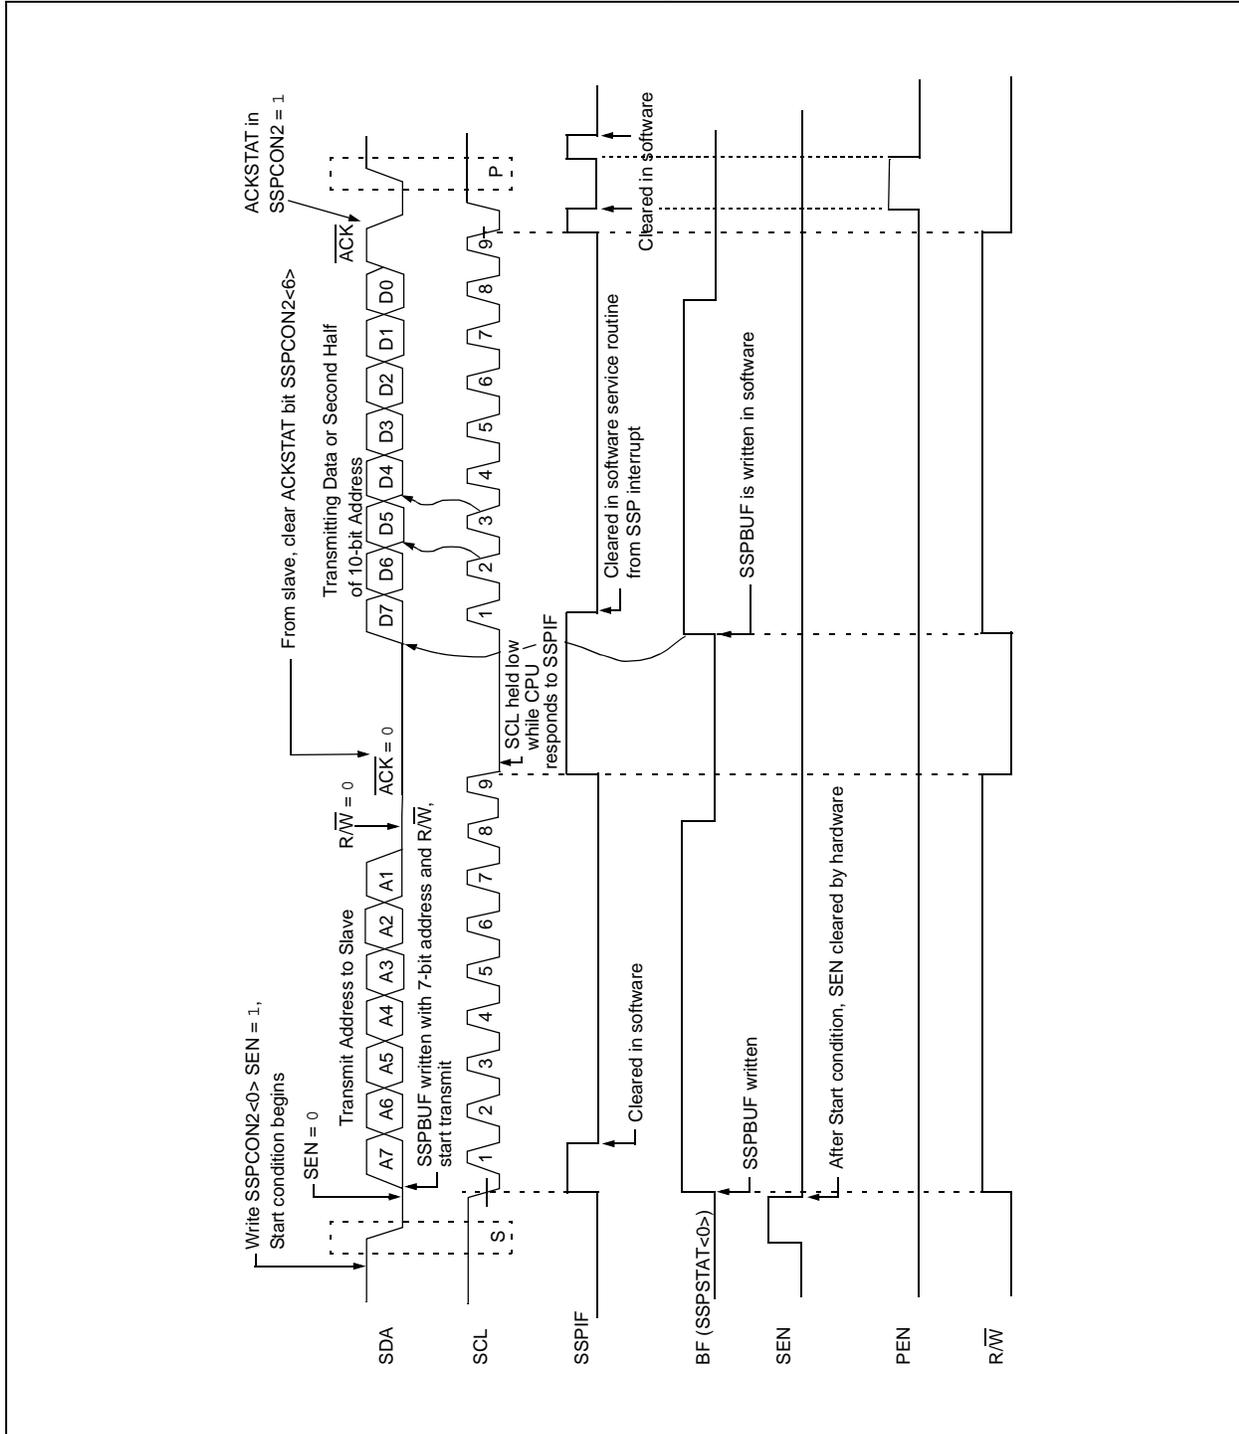 Write SSPCON2<0> SEN = 1,
Start condition begins
SEN = 0
From slave, clear ACKSTAT bit SSPCON2<6>
ACKSTAT in
SSPCON2 = 1
Transmit Address to Slave
R/W = 0
Transmitting Data or Second Half
of 10-bit Address
ACK
SDA
A7 A6 A5 A4 A3 A2 A1
ACK = 0
D7 D6 D5 D4 D3 D2 D1 D0
SSPBUF written with 7-bit address and R/W,
start transmit
SCL
S
1 2 3 4 5 6 7 8 9
1 2 3 4 5 6 7 8 9
P
SCL held low
while CPU
responds to SSPIF
SSPIF
Cleared in software
Cleared in software service routine
from SSP interrupt
Cleared in software
BF (SSPSTAT<0>)
SSPBUF written
SSPBUF is written in software
SEN
After Start condition, SEN cleared by hardware
PEN
R/W